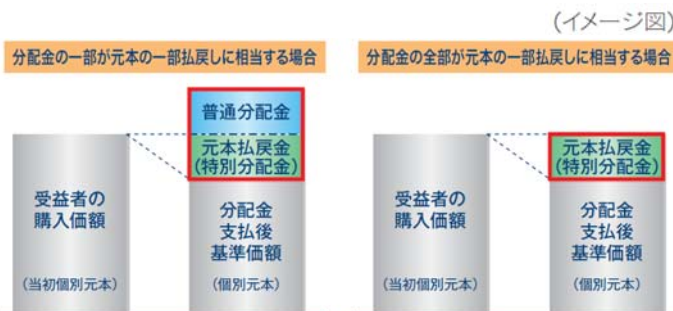 (イメージ図)
分配金の一部が元本の一部払戻しに相当する場合
普通分配金
元本払戻金
(特別分配金)
受益者の
購入価額
(当初個別元本)
分配金
支払後
基準価額
(個別元本)
分配金の全部が元本の一部払戻しに相当する場合
元本払戻金
(特別分配金)
受益者の
購入価額
(当初個別元本)
分配金
支払後
基準価額
(個別元本)